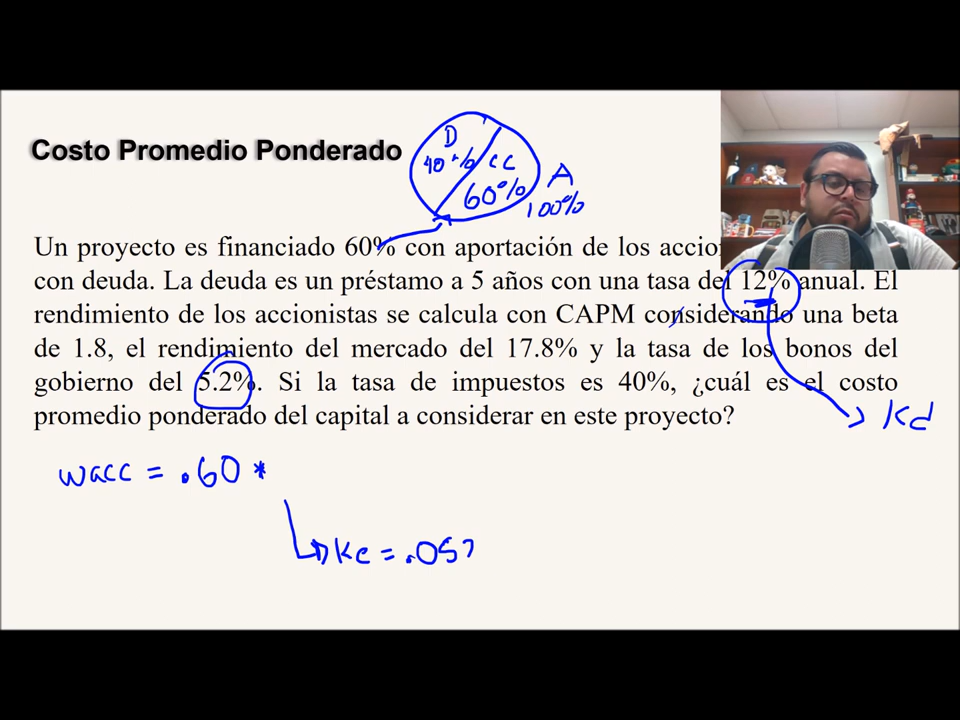 Costo Promedio Ponderado
D
40%
CC
60%
A
100%
Un proyecto es financiado 60% con aportación de los accion
con deuda. La deuda es un préstamo a 5 años con una tasa del 12% anual. El
rendimiento de los accionistas se calcula con CAPM considerando una beta
de 1.8, el rendimiento del mercado del 17.8% y la tasa de los bonos del
gobierno del 5.2%. Si la tasa de impuestos es 40%, ¿cuál es el costo
promedio ponderado del capital a considerar en este proyecto?
Kd
WACC = .60 *
Ke = .052